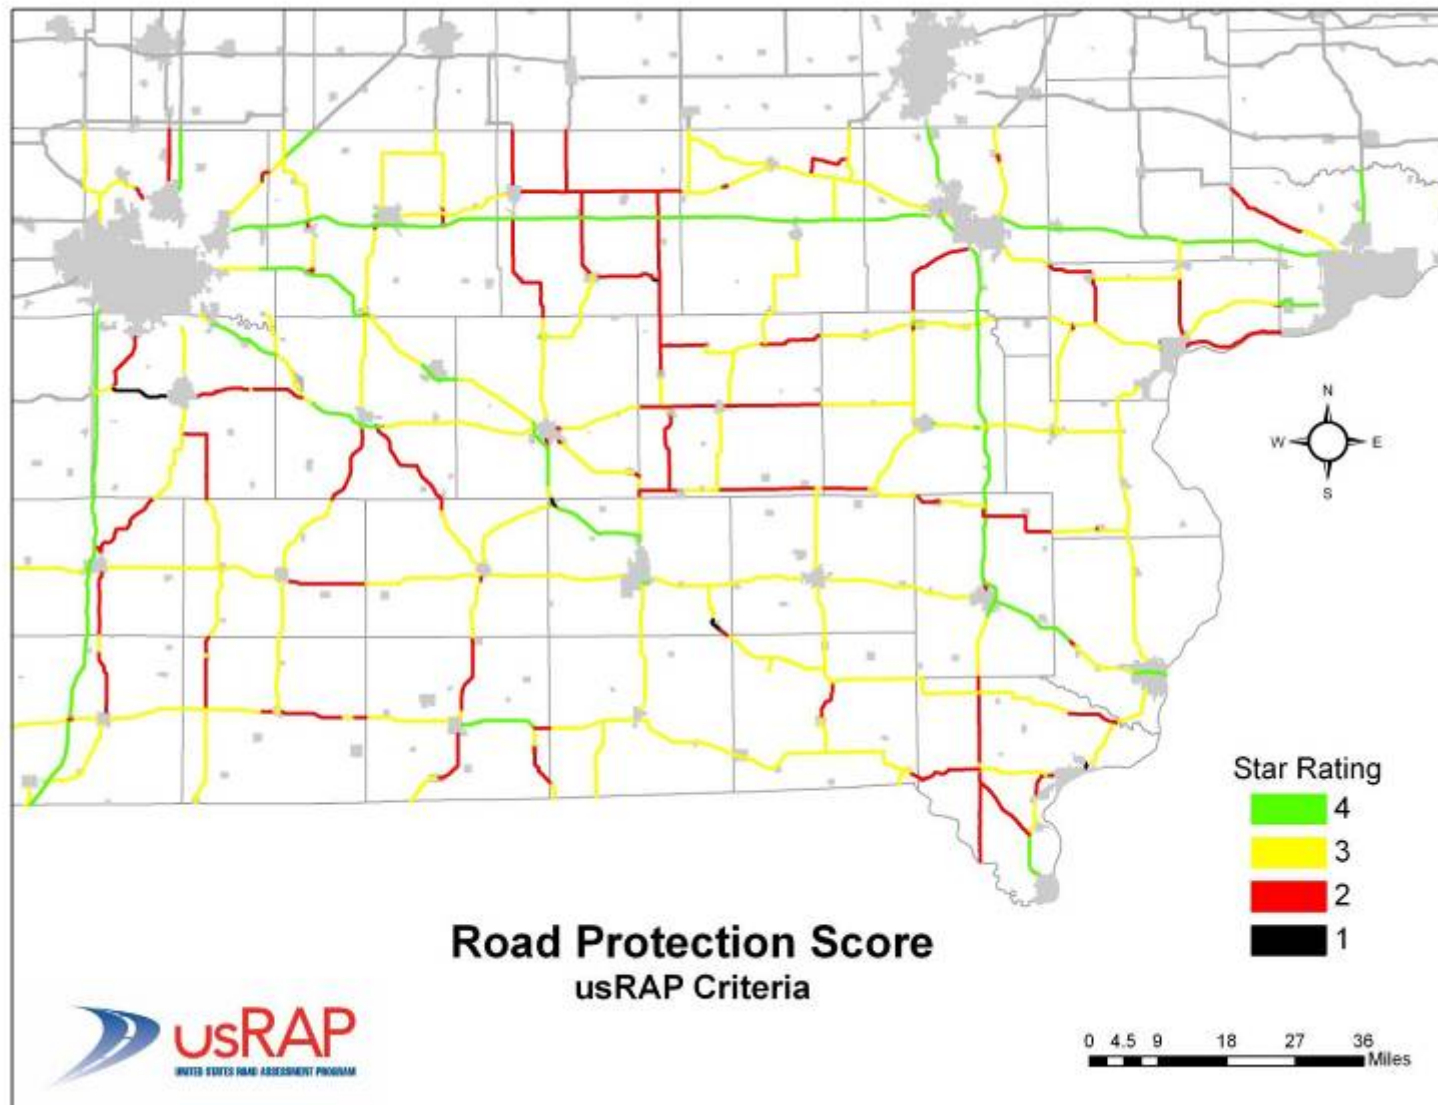 N
W E
S
Star Rating
4
3
2
1
Road Protection Score
usRAP Criteria
usRAP
UNITED STATES ROAD ASSESSMENT PROGRAM
0 4.5 9 18 27 36
Miles